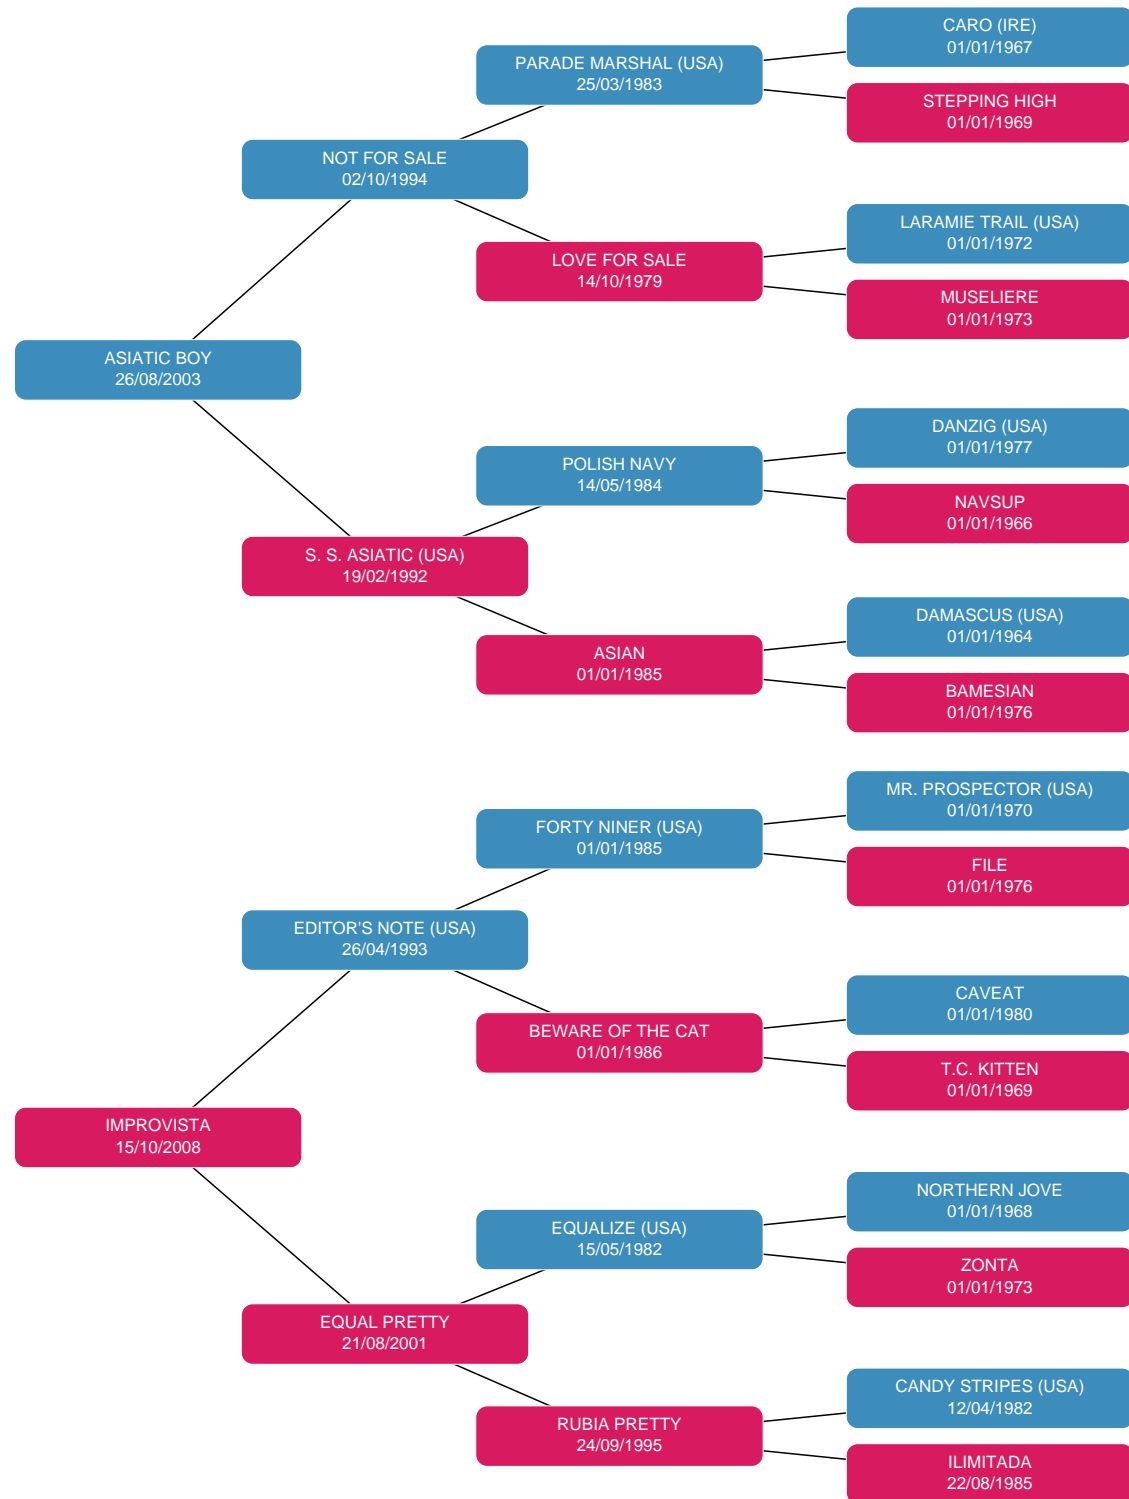 CARO (IRE)
01/01/1967
PARADE MARSHAL (USA)
25/03/1983
STEPPING HIGH
01/01/1969
NOT FOR SALE
02/10/1994
LARAMIE TRAIL (USA)
01/01/1972
LOVE FOR SALE
14/10/1979
MUSELIERE
01/01/1973
ASIATIC BOY
26/08/2003
DANZIG (USA)
01/01/1977
POLISH NAVY
14/05/1984
NAVSUP
01/01/1966
S. S. ASIATIC (USA)
19/02/1992
DAMASCUS (USA)
01/01/1964
ASIAN
01/01/1985
BAMESIAN
01/01/1976
MR. PROSPECTOR (USA)
01/01/1970
FORTY NINER (USA)
01/01/1985
FILE
01/01/1976
EDITOR'S NOTE (USA)
26/04/1993
CAVEAT
01/01/1980
BEWARE OF THE CAT
01/01/1986
T.C. KITTEN
01/01/1969
IMPROVISTA
15/10/2008
NORTHERN JOVE
01/01/1968
EQUALIZE (USA)
15/05/1982
ZONTA
01/01/1973
EQUAL PRETTY
21/08/2001
CANDY STRIPES (USA)
12/04/1982
RUBIA PRETTY
24/09/1995
ILIMITADA
22/08/1985